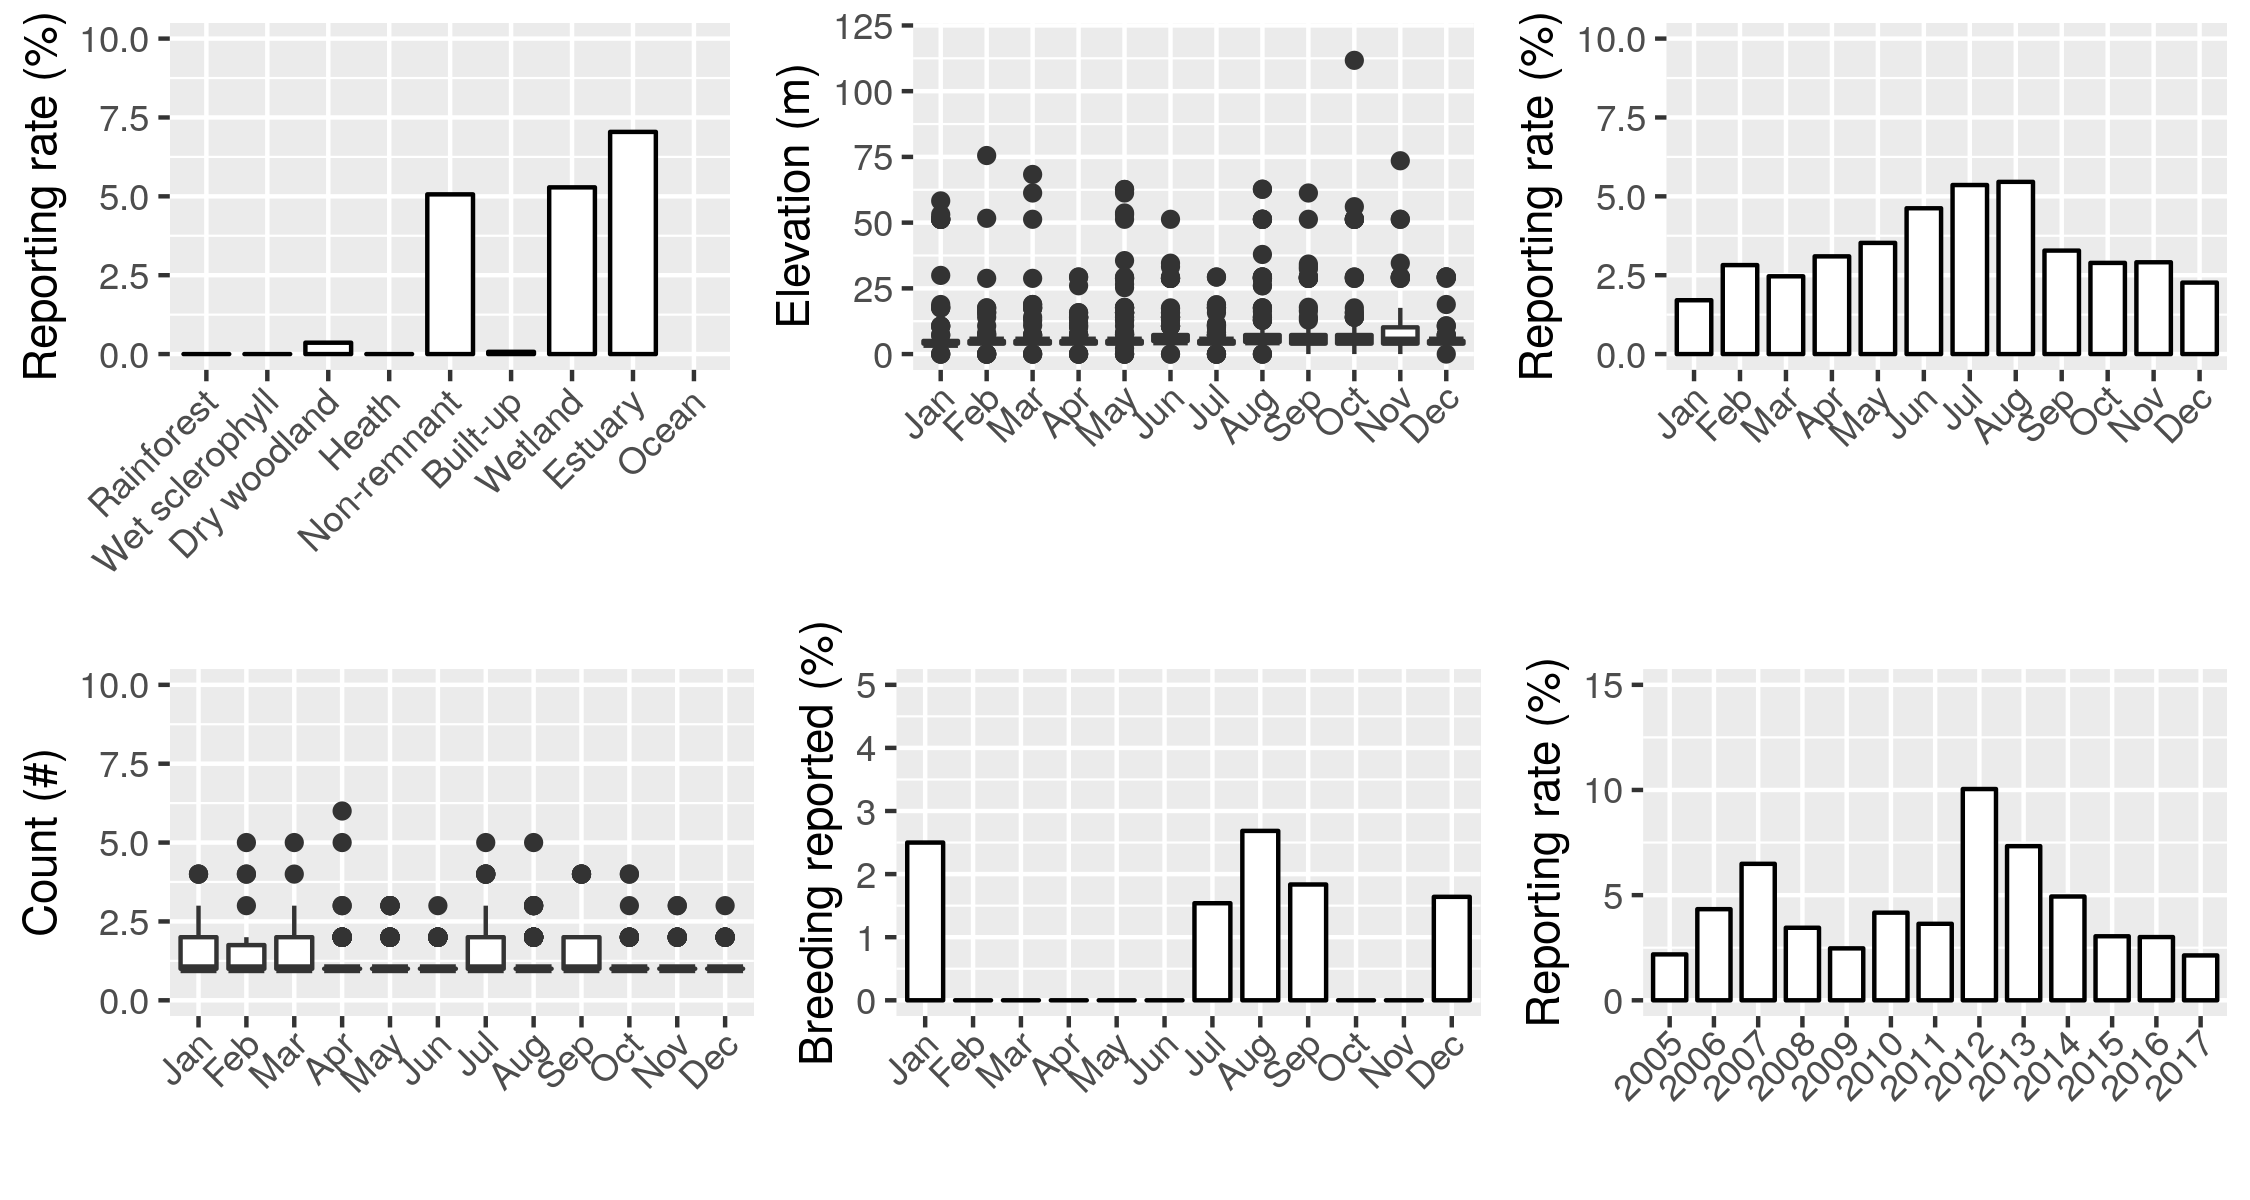 Reporting rate (%)
10.0
7.5
5.0
2.5
0.0
Rainforest
Wet sclerophyll
Dry woodland
Heath
Non-remnant
Built-up
Wetland
Estuary
Ocean
Elevation (m)
125
100
75
50
25
0
Jan
Feb
Mar
Apr
May
Jun
Jul
Aug
Sep
Oct
Nov
Dec
Reporting rate (%)
10.0
7.5
5.0
2.5
0.0
Jan
Feb
Mar
Apr
May
Jun
Jul
Aug
Sep
Oct
Nov
Dec
Count (#)
10.0
7.5
5.0
2.5
0.0
Jan
Feb
Mar
Apr
May
Jun
Jul
Aug
Sep
Oct
Nov
Dec
Breeding reported (%)
5
4
3
2
1
0
Jan
Feb
Mar
Apr
May
Jun
Jul
Aug
Sep
Oct
Nov
Dec
Reporting rate (%)
15
10
5
0
2005
2006
2007
2008
2009
2010
2011
2012
2013
2014
2015
2016
2017